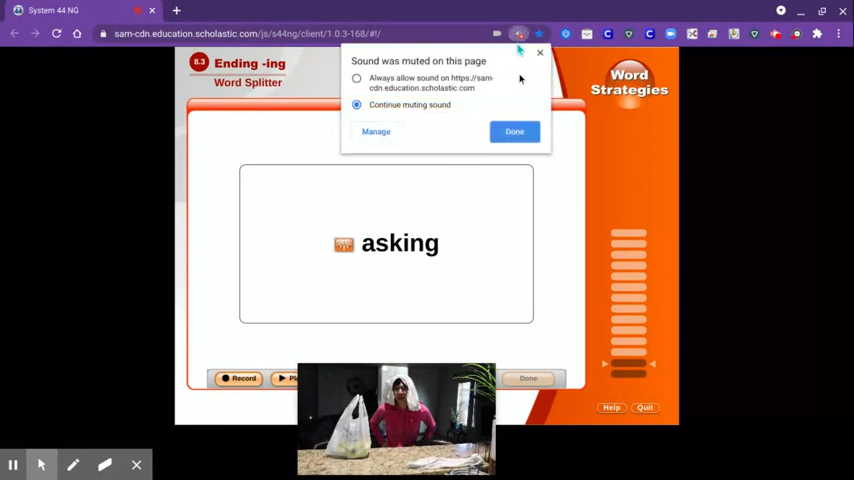 System 44 NG
sam-cdn.education.scholastic.com/js/s44ng/client/1.0.3-168/#!/
8.3 Ending -ing
Word Splitter
Sound was muted on this page
Always allow sound on https://sam-
cdn.education.scholastic.com
Continue muting sound
Manage
Done
Word
Strategies
asking
Record
Pla
Done
Help
Quit